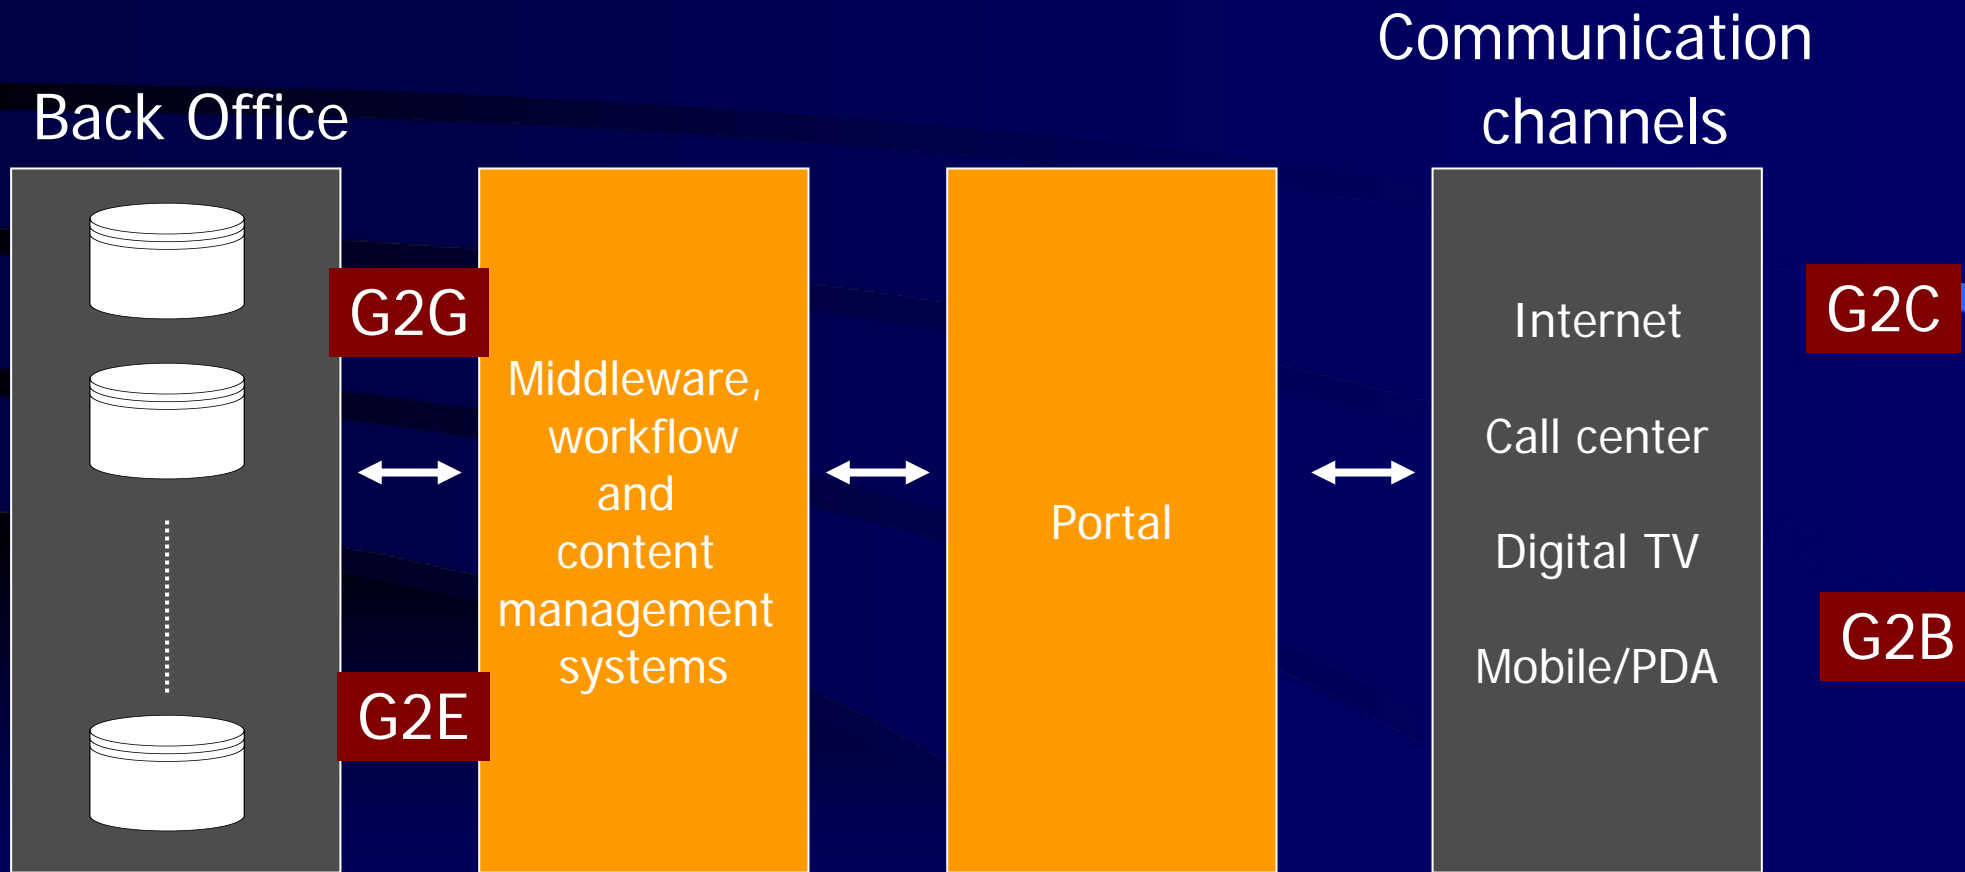 Communication
channels
Back Office
G2G
G2E
Middleware,
workflow
and
content
management
systems
Portal
Internet
Call center
Digital TV
Mobile/PDA
G2C
G2B